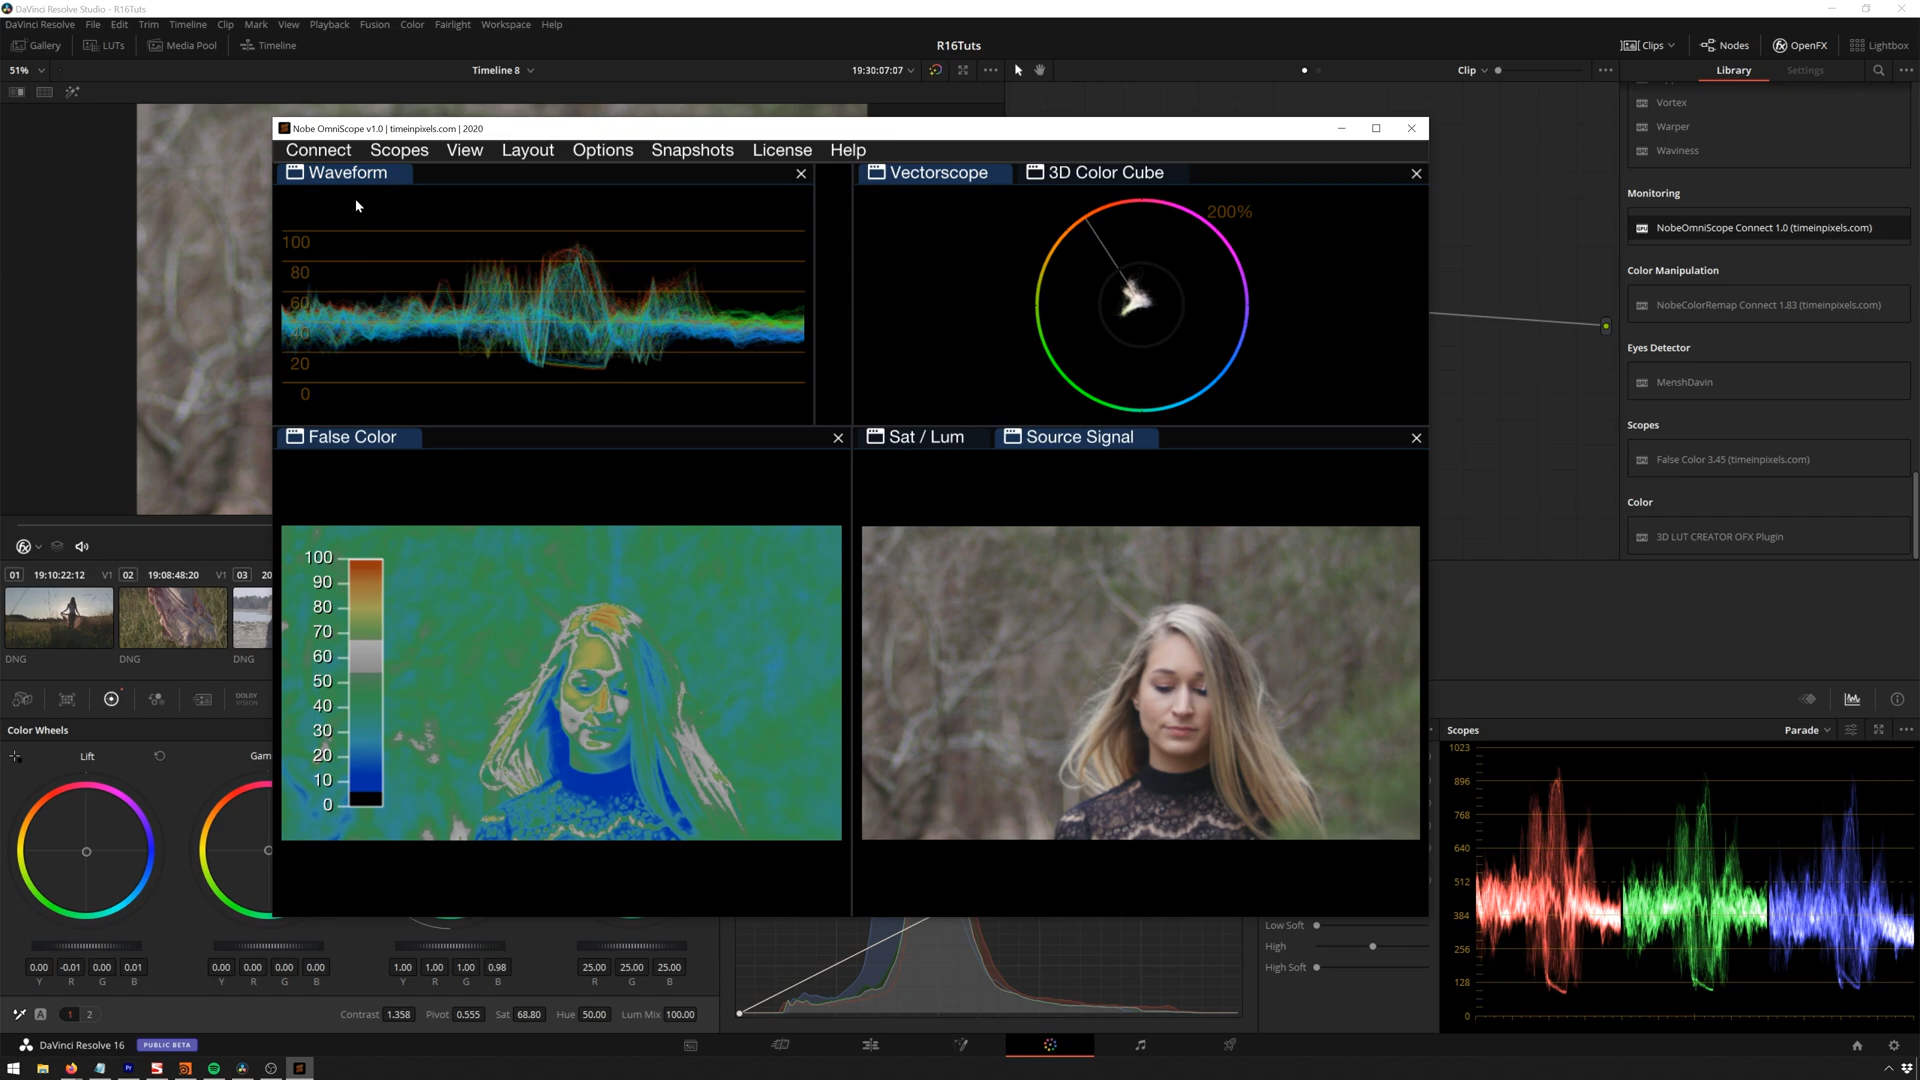 DaVinci Resolve Studio - R16Tuts
DaVinci Resolve File Edit Trim Timeline Clip Mark View Playback Fusion Color Fairlight Workspace Help
Gallery LUTs Media Pool Timeline
R16Tuts
Clips Nodes OpenFX Lightbox
51%
Timeline 8
19:30:07:07
Clip
Library Settings
Vortex
Warper
Waviness
Monitoring
NobeOmniScope Connect 1.0 (timeinpixels.com)
Color Manipulation
NobeColorRemap Connect 1.83 (timeinpixels.com)
Eyes Detector
MenshDavin
Scopes
False Color 3.45 (timeinpixels.com)
Color
3D LUT CREATOR OFX Plugin
Nobe OmniScope v1.0 | timeinpixels.com | 2020
Connect Scopes View Layout Options Snapshots License Help
Waveform
100
80
60
40
20
0
Vectorscope 3D Color Cube
200%
False Color
100
90
80
70
60
50
40
30
20
10
0
Sat / Lum Source Signal
01 19:10:22:12 V1 02 19:08:48:20 V1 03 20
DNG DNG DNG
DOLBY
VISION
Color Wheels
Lift
Gam
0.00 -0.01 0.00 0.01
Y R G B
0.00 0.00 0.00 0.00
Y R G B
1.00 1.00 1.00 0.98
Y R G B
25.00 25.00 25.00
R G B
A 1 2
Contrast 1.358 Pivot 0.555 Sat 68.80 Hue 50.00 Lum Mix 100.00
Low Soft
High
High Soft
Scopes
Parade
1023
896
768
640
512
384
256
128
0
DaVinci Resolve 16 PUBLIC BETA